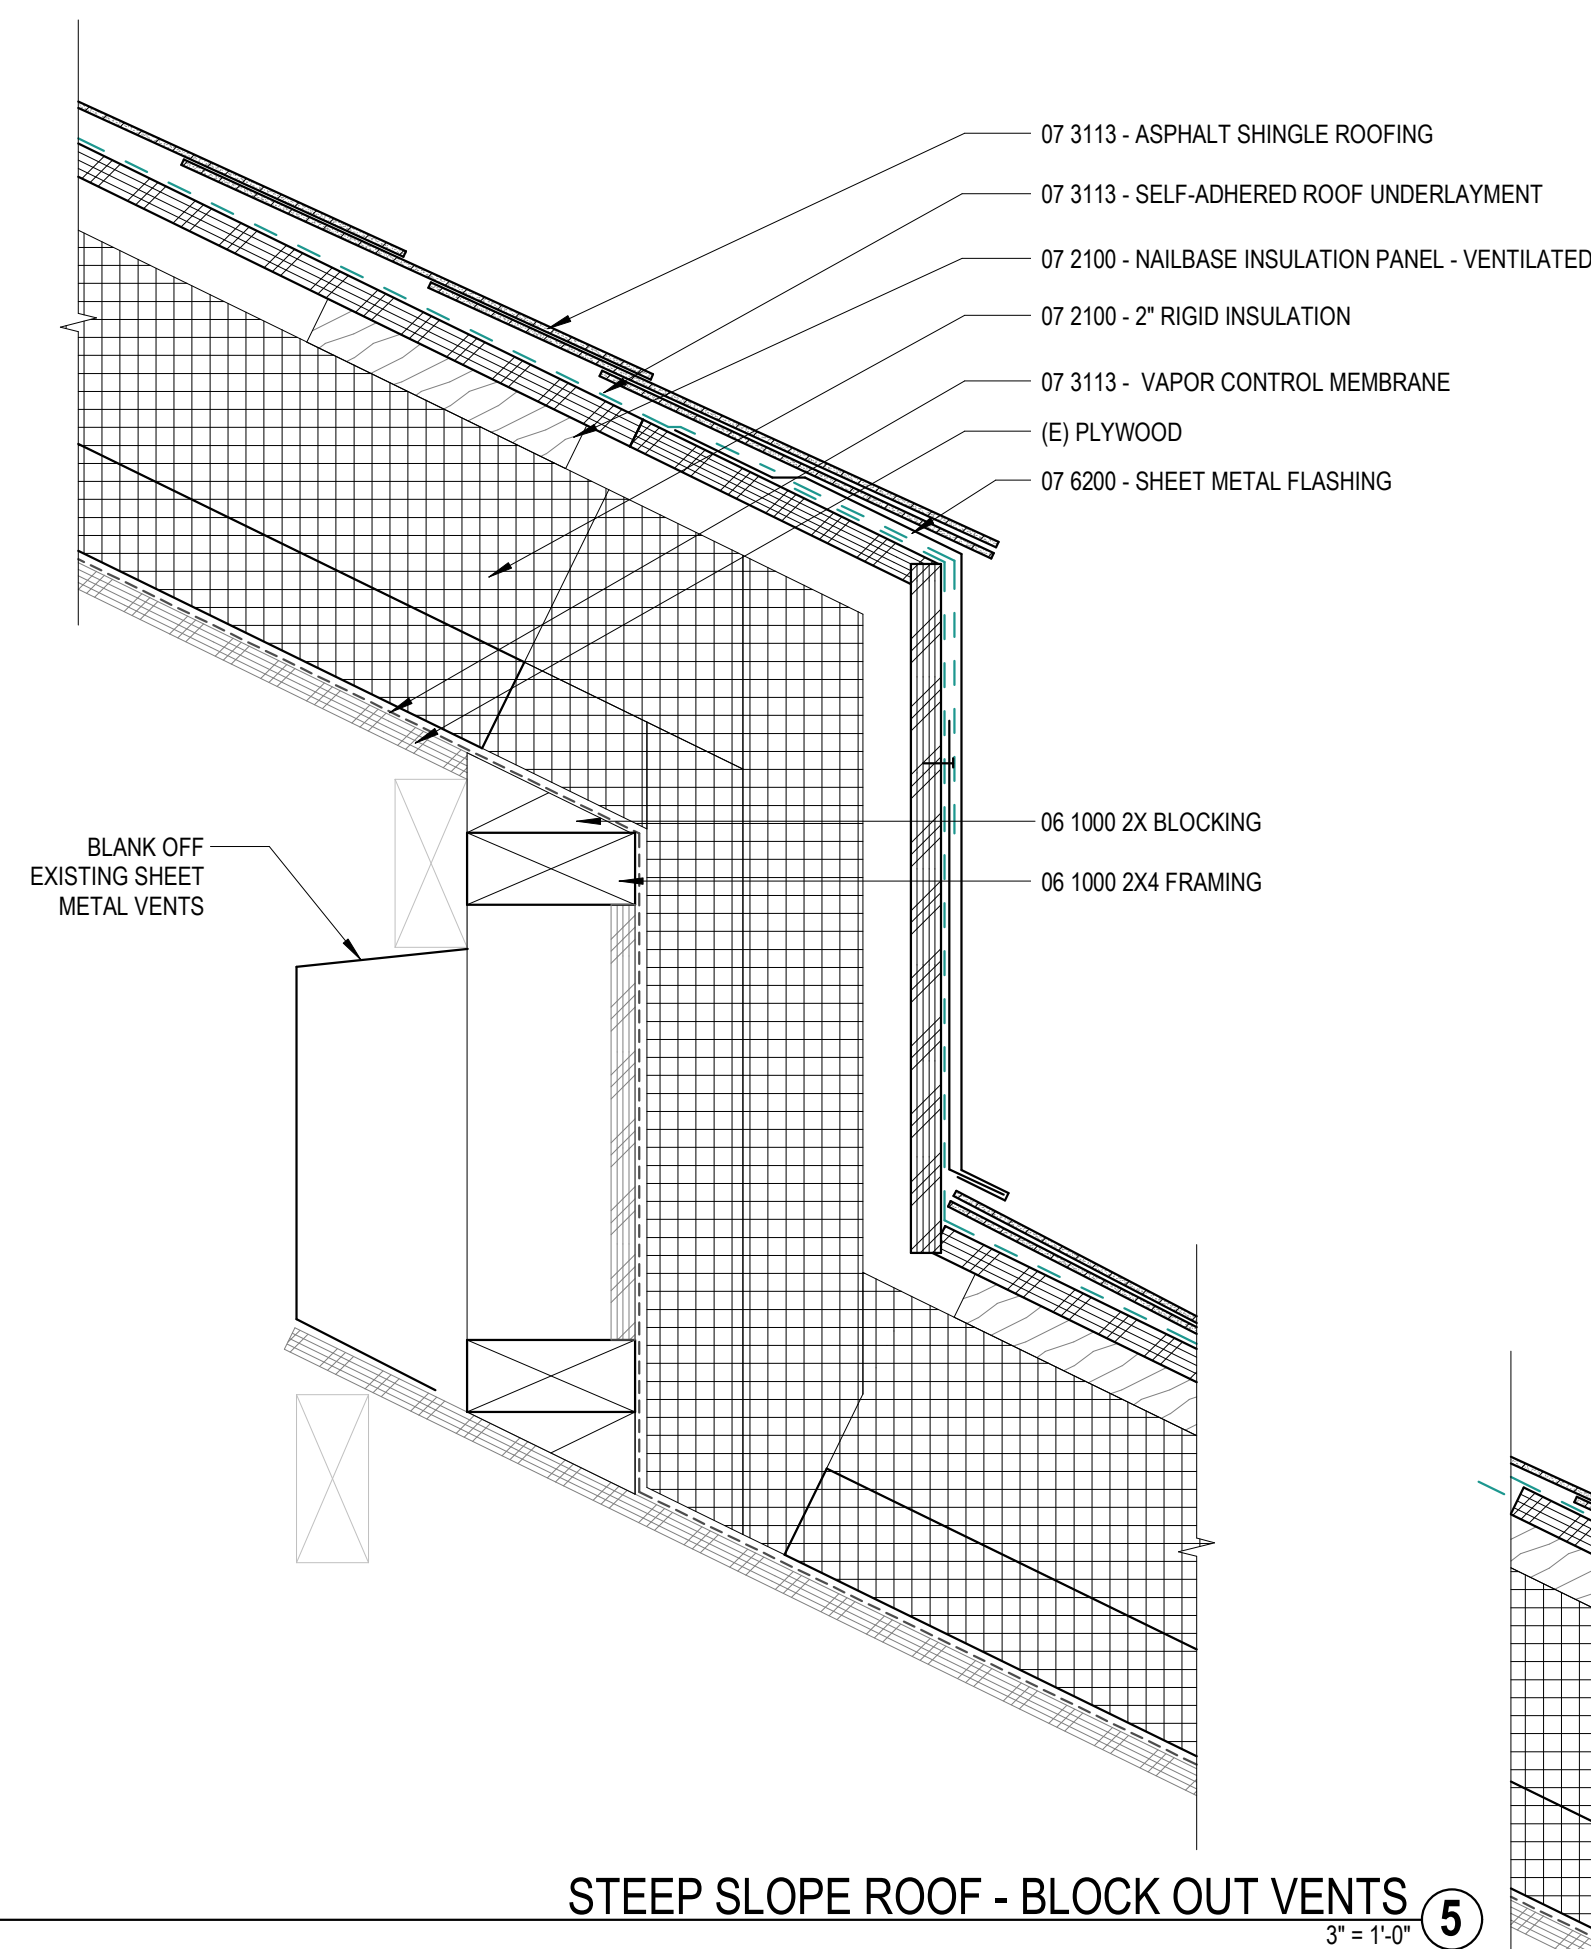 07 3113 - ASPHALT SHINGLE ROOFING
07 3113 - SELF-ADHERED ROOF UNDERLAYMENT
07 2100 - NAILBASE INSULATION PANEL - VENTILATED
07 2100 - 2" RIGID INSULATION
07 3113 - VAPOR CONTROL MEMBRANE
(E) PLYWOOD
07 6200 - SHEET METAL FLASHING
06 1000 2X BLOCKING
06 1000 2X4 FRAMING
BLANK OFF
EXISTING SHEET
METAL VENTS
STEEP SLOPE ROOF - BLOCK OUT VENTS
3" = 1'-0"
5